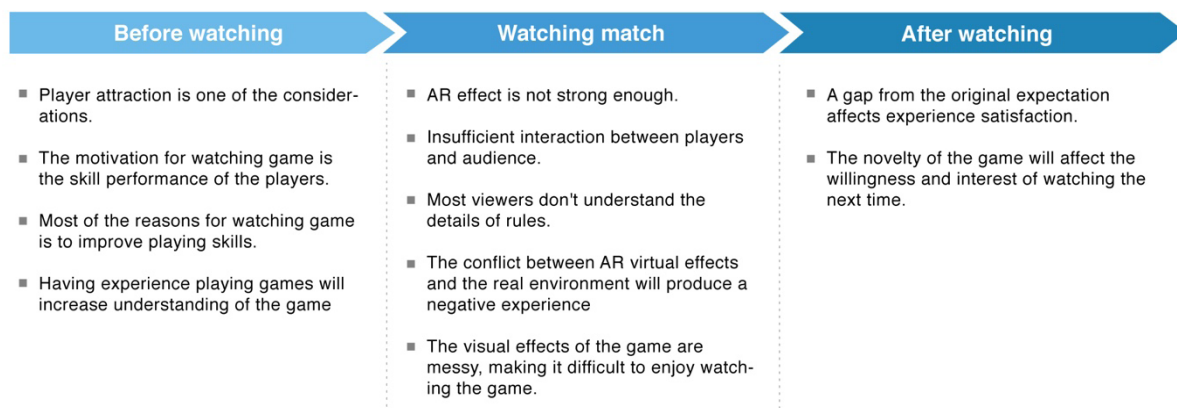 Before watching
Player attraction is one of the consider-
ations.
The motivation for watching game is
the skill performance of the players.
Most of the reasons for watching game
is to improve playing skills.
Having experience playing games will
increase understanding of the game
Watching match
AR effect is not strong enough.
Insufficient interaction between players
and audience.
Most viewers don't understand the
details of rules.
The conflict between AR virtual effects
and the real environment will produce a
negative experience
The visual effects of the game are
messy, making it difficult to enjoy watch-
ing the game.
After watching
A gap from the original expectation
affects experience satisfaction.
The novelty of the game will affect the
willingness and interest of watching the
next time.